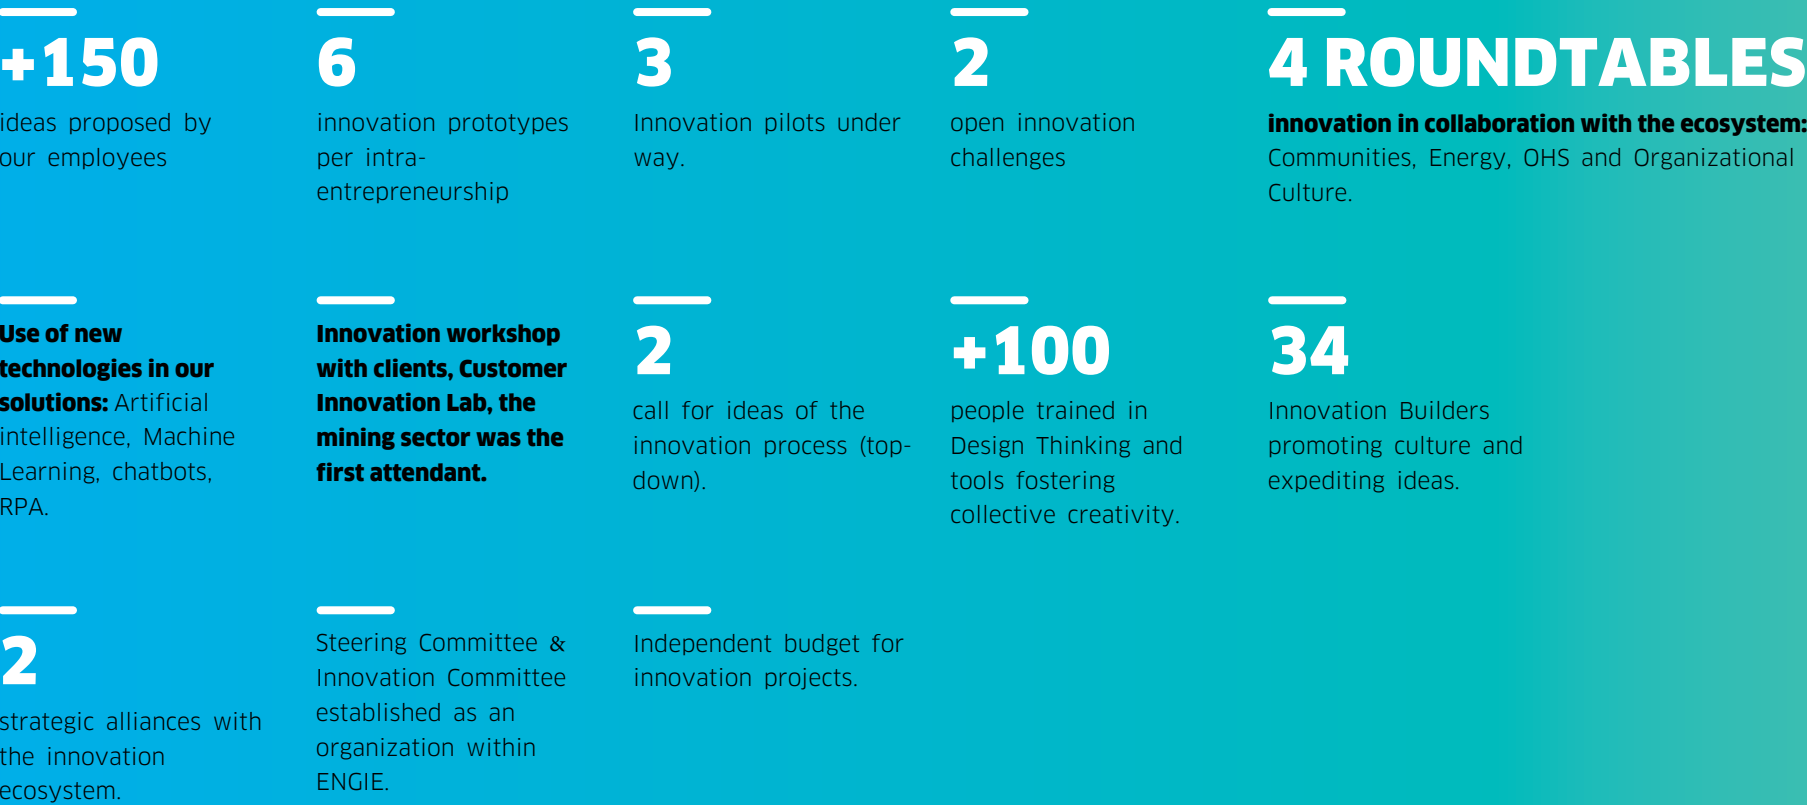 +150
ideas proposed by
our employees
6
innovation prototypes
per intra-
entrepreneurship
3
Innovation pilots under
way.
2
open innovation
challenges
4 ROUNDTABLES
innovation in collaboration with the ecosystem:
Communities, Energy, OHS and Organizational
Culture.
Use of new
technologies in our
solutions: Artificial
intelligence, Machine
Learning, chatbots,
RPA.
Innovation workshop
with clients, Customer
Innovation Lab, the
mining sector was the
first attendant.
2
call for ideas of the
innovation process (top-
down).
+100
people trained in
Design Thinking and
tools fostering
collective creativity.
34
Innovation Builders
promoting culture and
expediting ideas.
2
strategic alliances with
the innovation
ecosystem.
Steering Committee &
Innovation Committee
established as an
organization within
ENGIE.
Independent budget for
innovation projects.